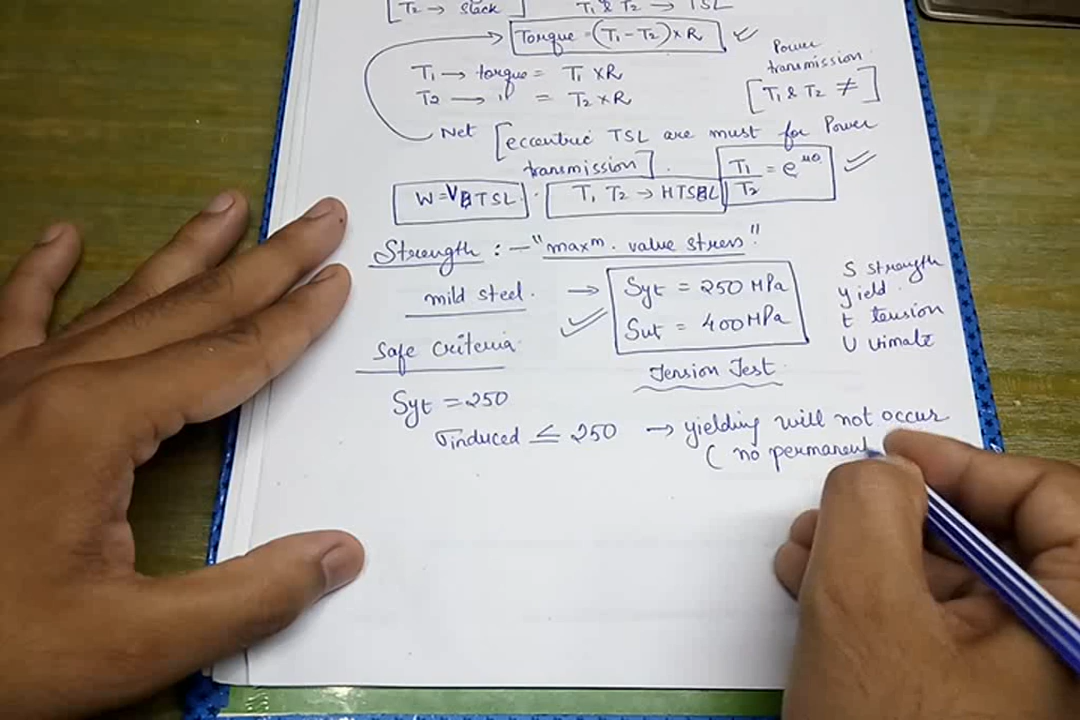 [T2 → slack ] T1 & T2 → TSL
Torque = (T1 - T2) × R
Power
transmission
T1 → torque = T1 × R
[T1 & T2 ≠]
T2 → 11 = T2 × R
Net [eccentric TSL are must for Power
transmission].
T1/T2 = e^μθ
W = VBTSL. T1 T2 → HTSBL
Strength : - "maxm. value stress"
mild steel. → Syt = 250 MPa
Sut = 400 MPa
S strength
yield.
t tension
U Utimate
Safe Criteria
Tension Test
Syt = 250
σinduced ≤ 250 → yielding will not occur
( no permanent